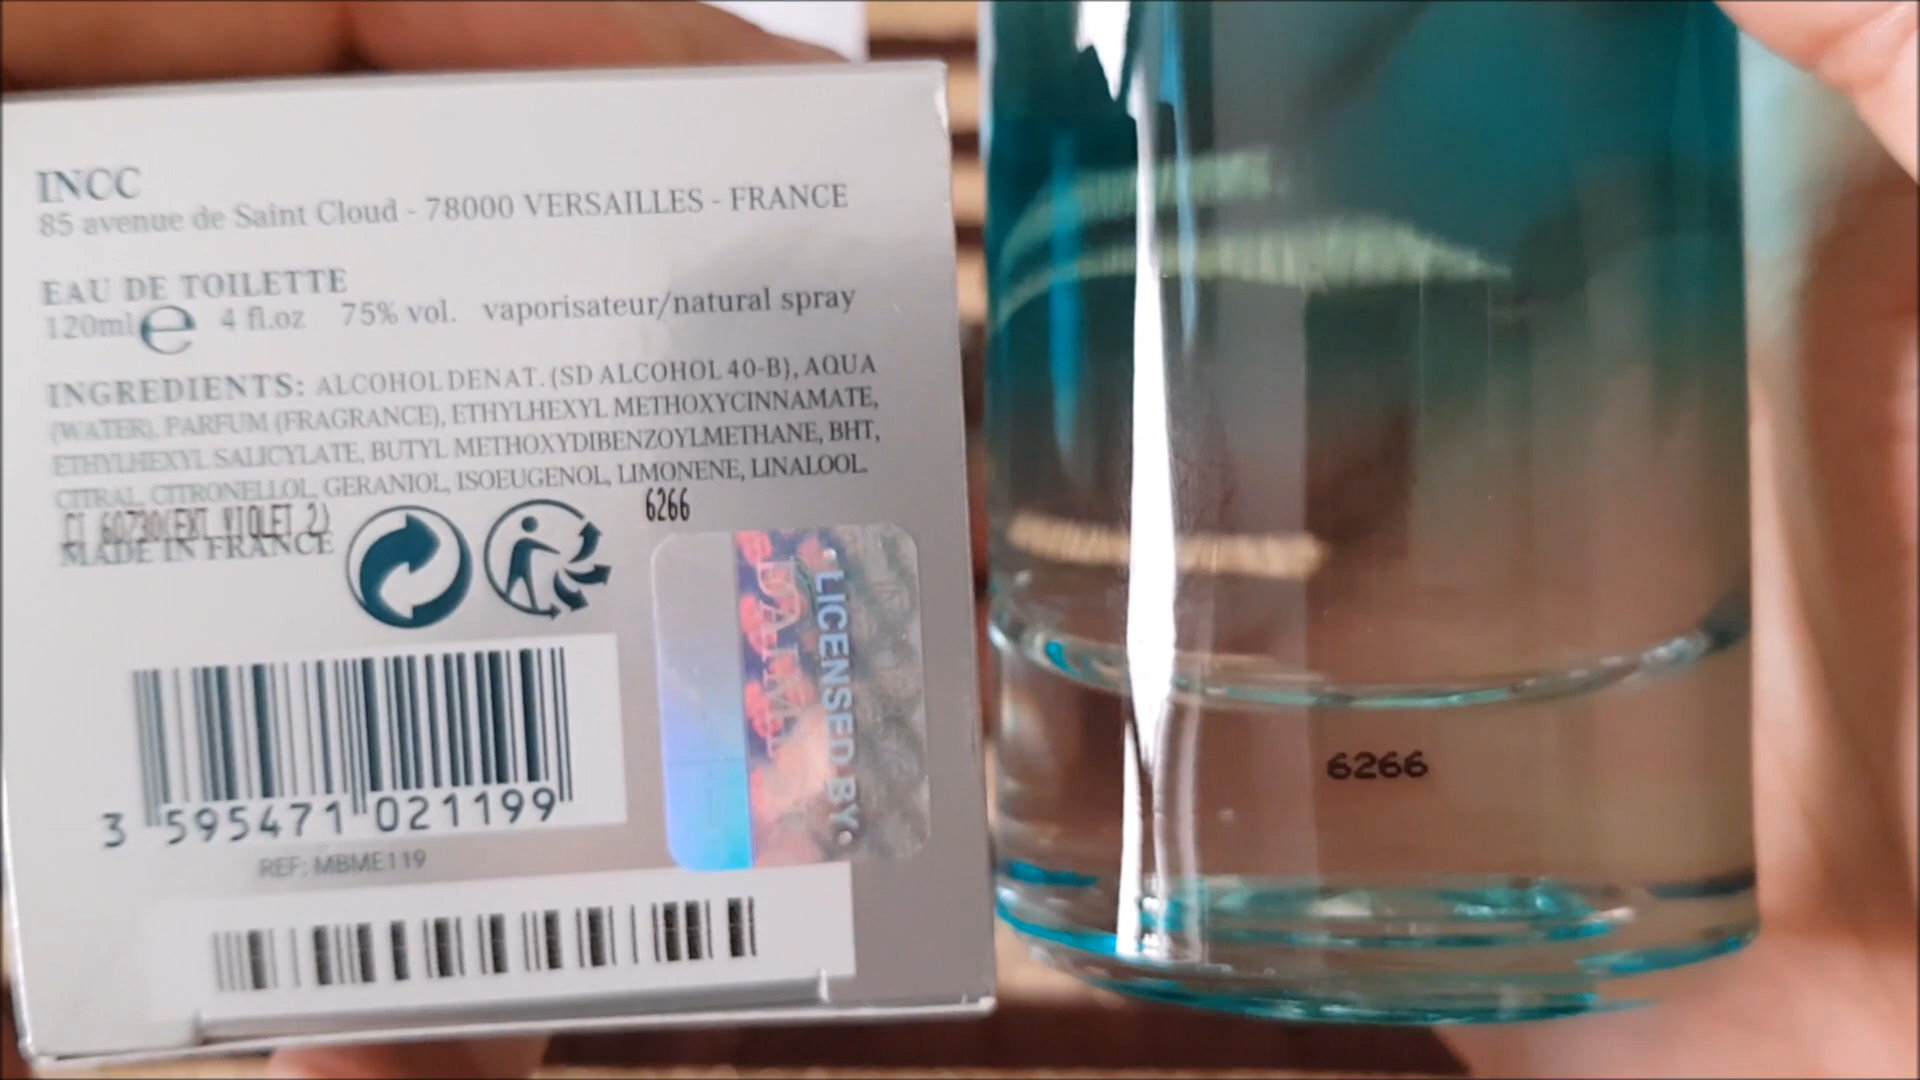 INCC
85 avenue de Saint Cloud - 78000 VERSAILLES - FRANCE
EAU DE TOILETTE
120ml e 4 fl.oz 75% vol. vaporisateur/natural spray
INGREDIENTS: ALCOHOL DENAT. (SD ALCOHOL 40-B), AQUA
(WATER), PARFUM (FRAGRANCE), ETHYLHEXYL METHOXYCINNAMATE,
ETHYLHEXYL SALICYLATE, BUTYL METHOXYDIBENZOYLMETHANE, BHT,
CITRAL, CITRONELLOL, GERANIOL, ISOEUGENOL, LIMONENE, LINALOOL.
CI 60730(EXT VIOLET 2)
6266
MADE IN FRANCE
LICENSED BY
3 595471 021199
REF: MBME119
6266